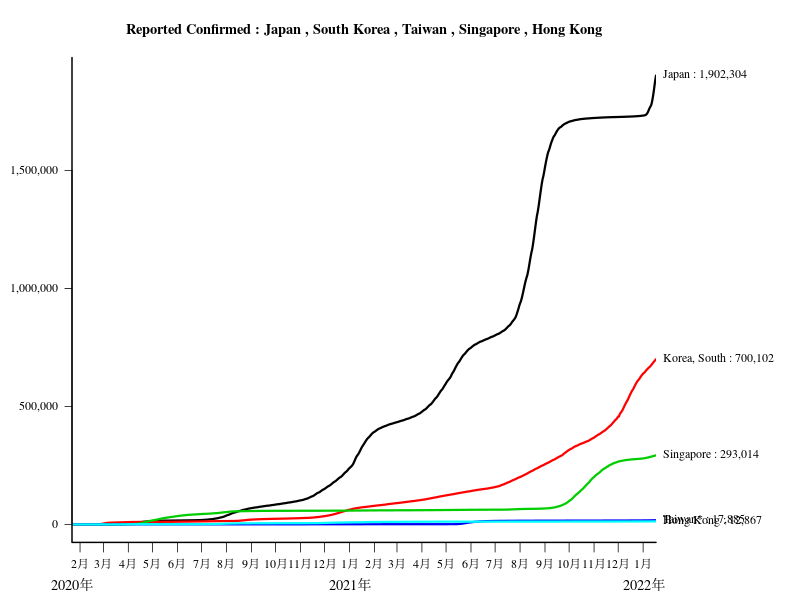 Reported Confirmed : Japan , South Korea , Taiwan , Singapore , Hong Kong
Japan : 1,902,304
1,500,000
1,000,000
Korea, South : 700,102
500,000
Singapore : 293,014
0
2月 3月 4月 5月 6月 7月 8月 9月 10月 11月 12月 1月 2月 3月 4月 5月 6月 7月 8月 9月 10月 11月 12月 1月
2020年 2021年 2022年